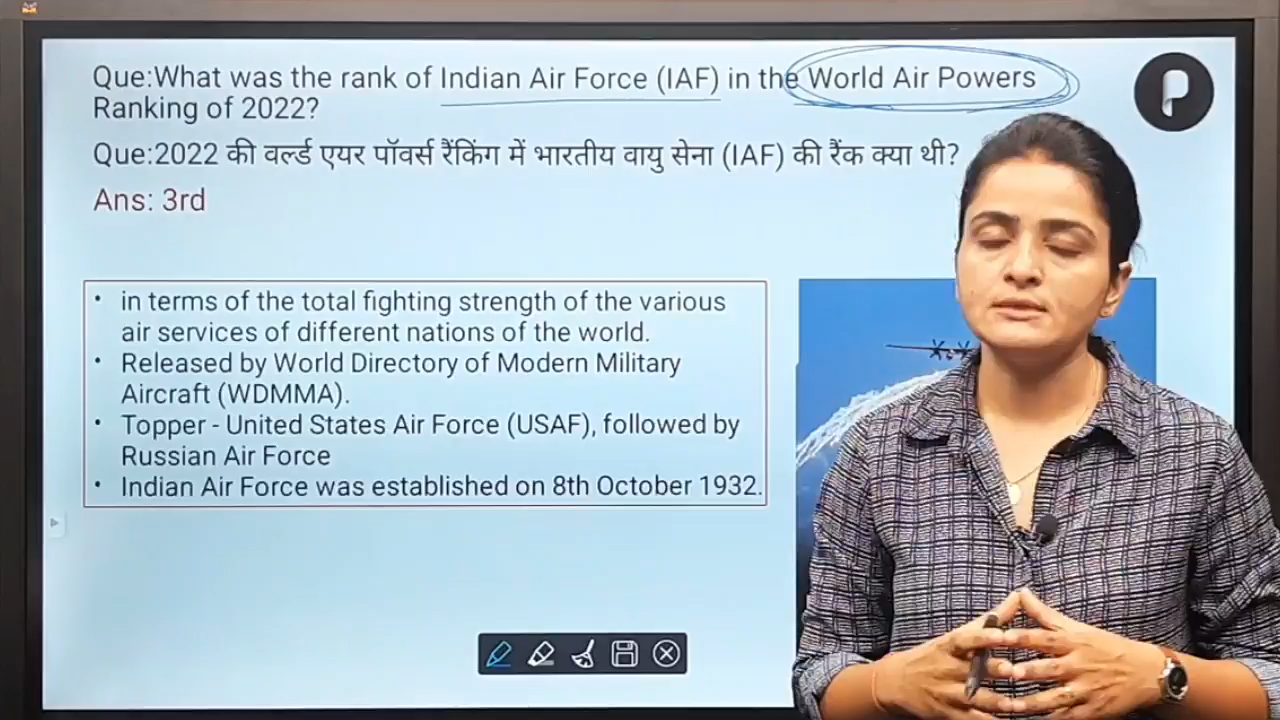 Que:What was the rank of Indian Air Force (IAF) in the World Air Powers
Ranking of 2022?
Que:2022 की वर्ल्ड एयर पॉवर्स रैंकिंग में भारतीय वायु सेना (IAF) की रैंक क्या थी?
Ans: 3rd
• in terms of the total fighting strength of the various
air services of different nations of the world.
• Released by World Directory of Modern Military
Aircraft (WDMMA).
• Topper - United States Air Force (USAF), followed by
Russian Air Force
• Indian Air Force was established on 8th October 1932.